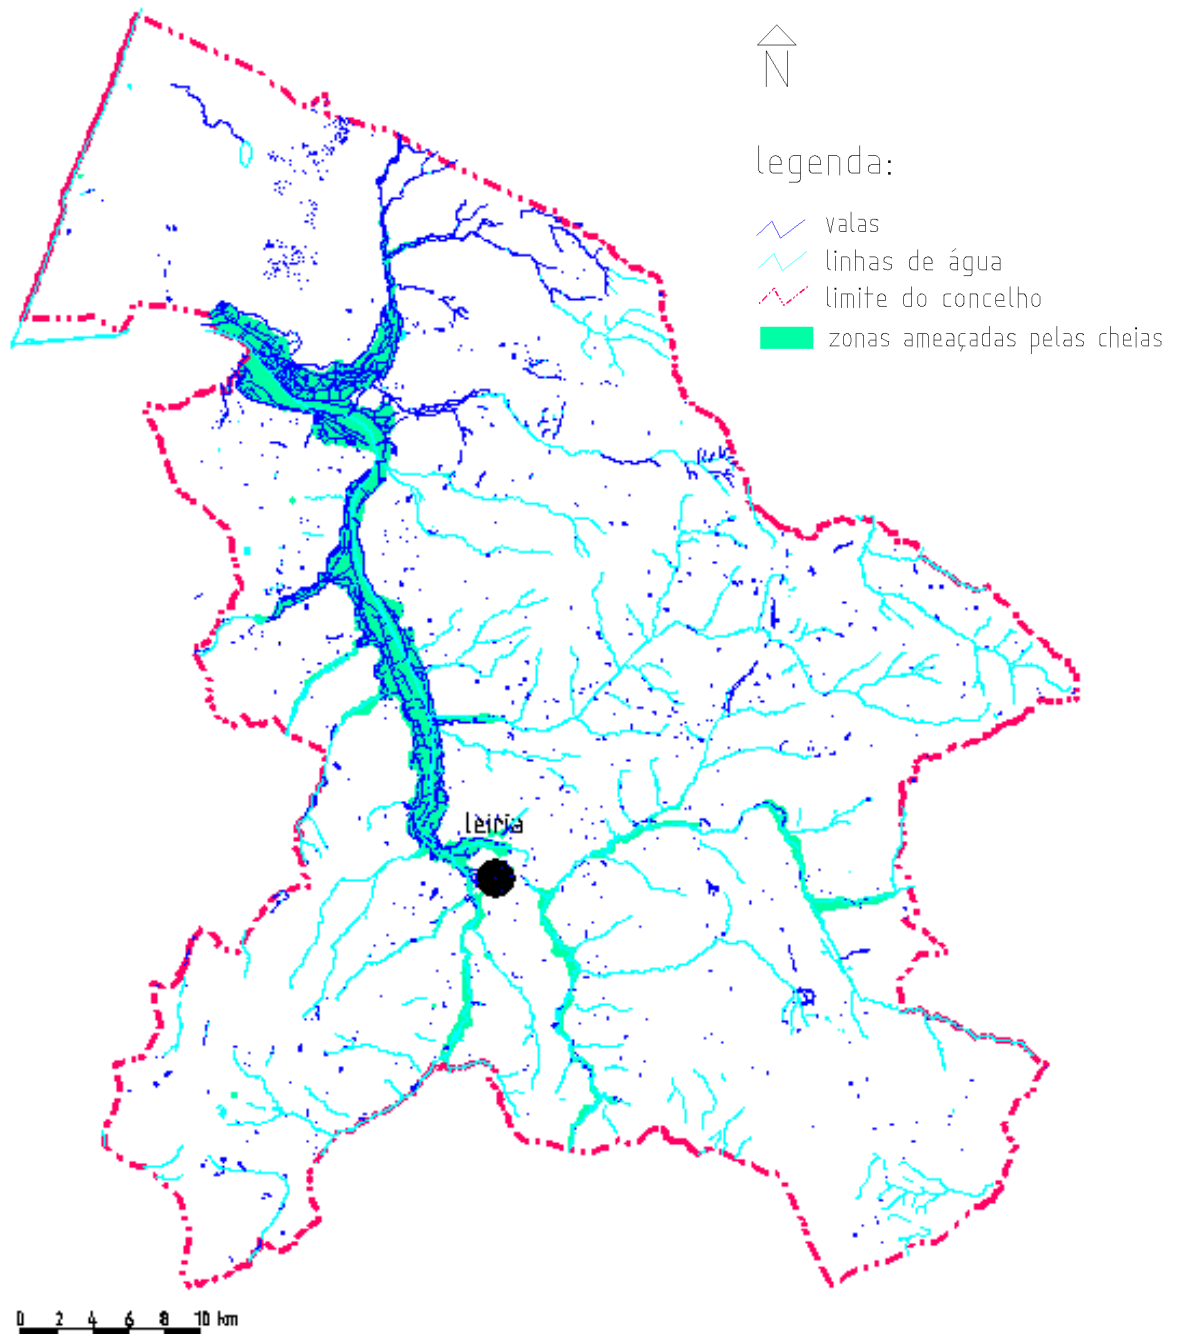 N
legenda:
valas
linhas de água
limite do concelho
zonas ameaçadas pelas cheias
leiria
0 2 4 6 8 10 km